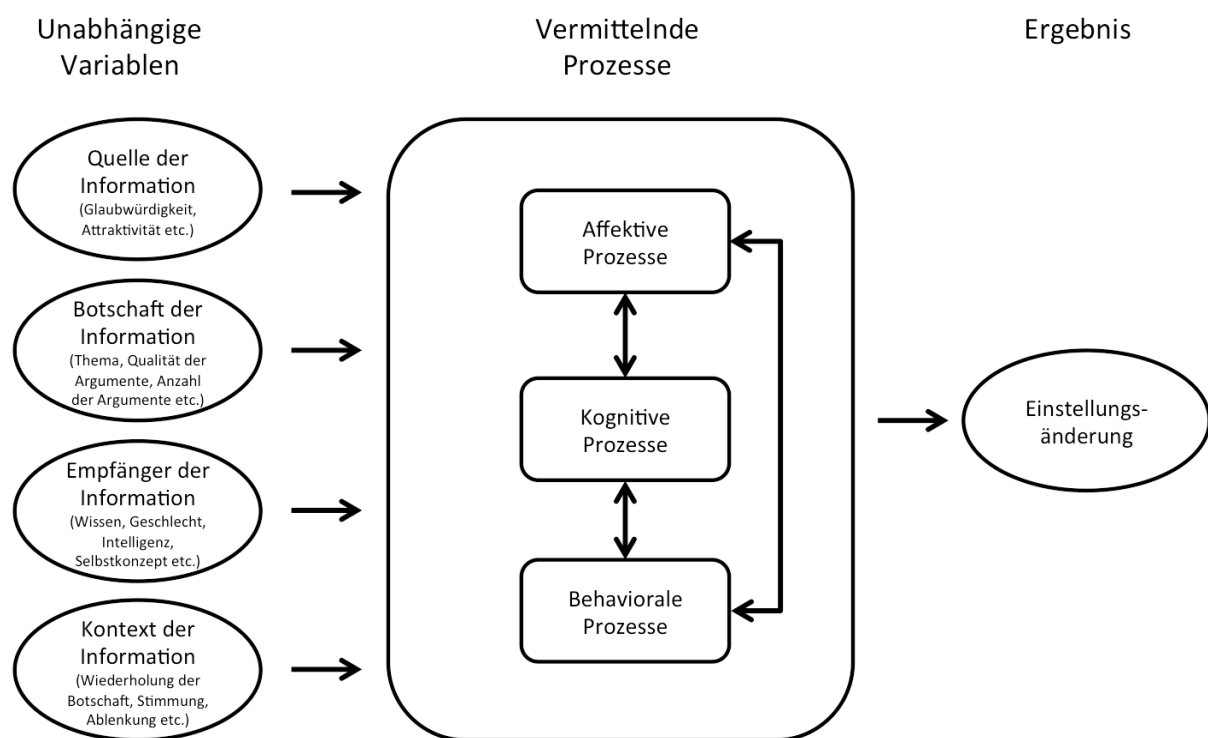 Unabhängige
Variablen
Vermittelnde
Prozesse
Ergebnis
Quelle der
Information
(Glaubwürdigkeit,
Attraktivität etc.)
Botschaft der
Information
(Thema, Qualität der
Argumente, Anzahl
der Argumente etc.)
Empfänger der
Information
(Wissen, Geschlecht,
Intelligenz,
Selbstkonzept etc.)
Kontext der
Information
(Wiederholung der
Botschaft, Stimmung,
Ablenkung etc.)
Affektive
Prozesse
Kognitive
Prozesse
Behaviorale
Prozesse
Einstellungs-
änderung